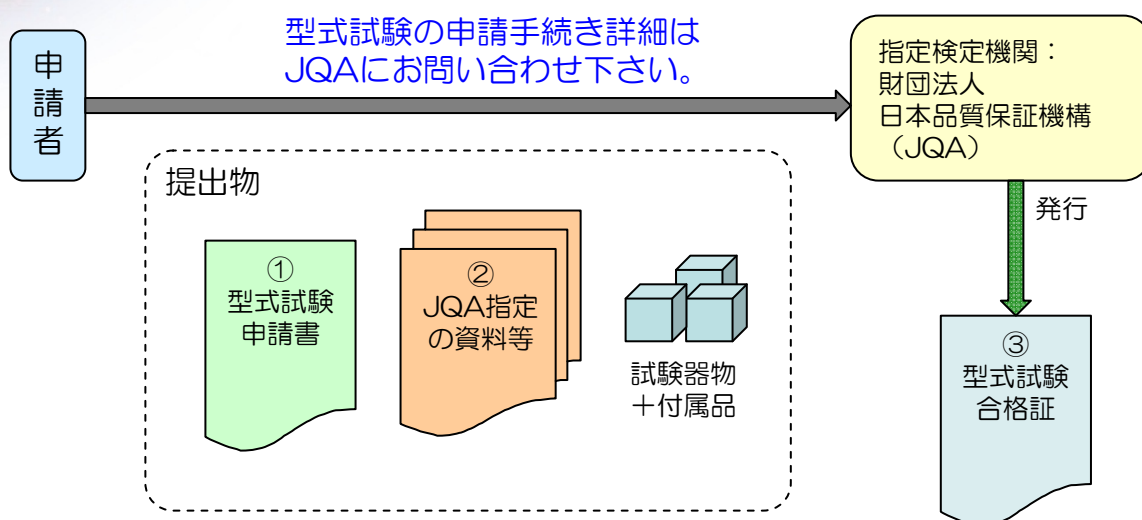 型式試験の申請手続き詳細は
JQAにお問い合わせ下さい。
申
請
者
指定検定機関：
財団法人
日本品質保証機構
（JQA）
発行
提出物
①
型式試験
申請書
②
JQA指定
の資料等
試験器物
＋付属品
③
型式試験
合格証